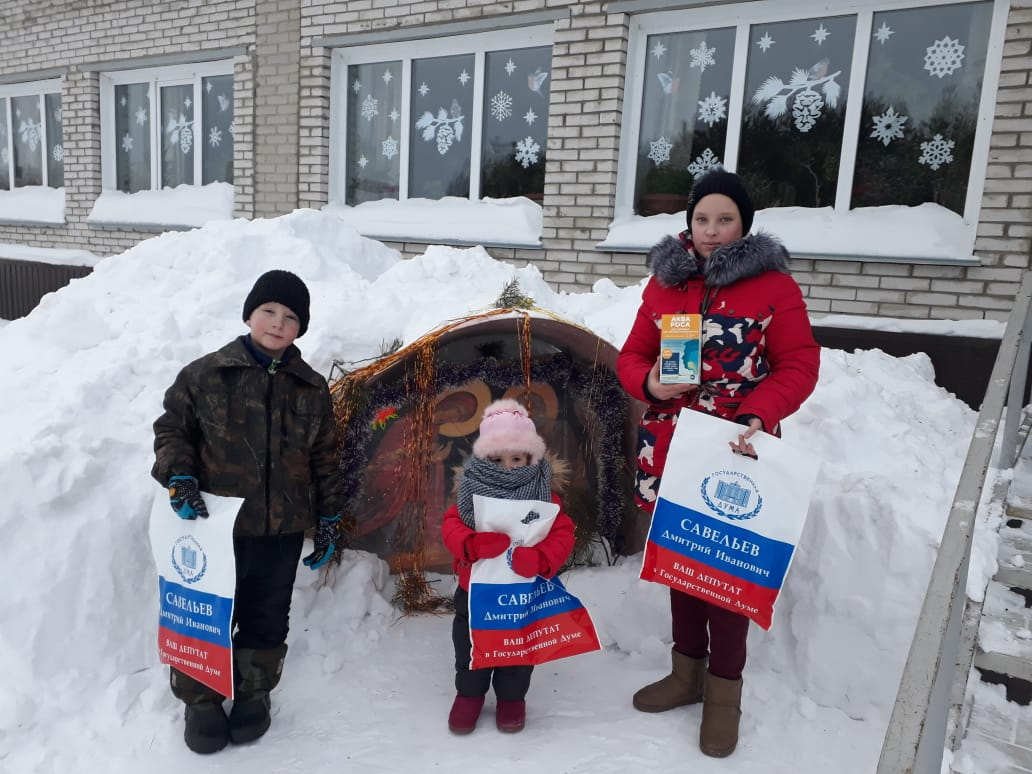 АКВА
РОСА
ДУМА
САВЕЛЬЕВ
Дмитрий Иванович
ВАШ ДЕПУТАТ
в Государственной Думе
САВЕЛЬЕВ
Дмитрий Иванович
ВАШ ДЕПУТАТ
в Государственной Думе
ГОСУДАРСТВЕННАЯ
ДУМА
САВЕЛЬЕВ
Дмитрий Иванович
ВАШ ДЕПУТАТ
в Государственной Думе